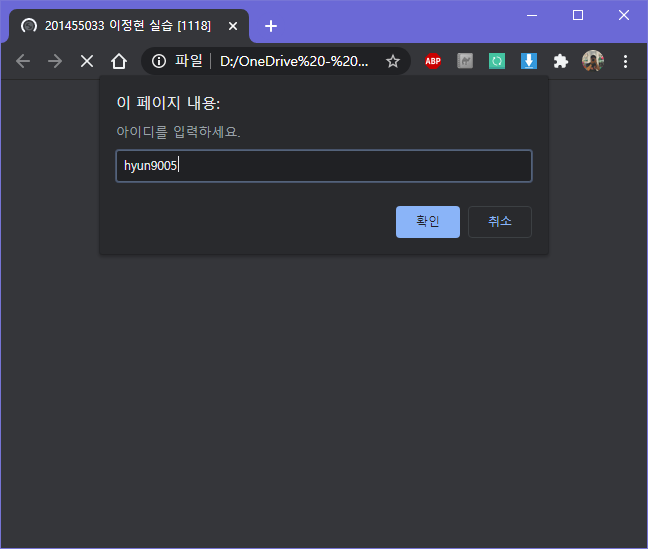 201455033 이정현 실습 [1118]
파일 D:/OneDrive%20-%20...
ABP
이 페이지 내용:
아이디를 입력하세요.
hyun9005
확인 취소